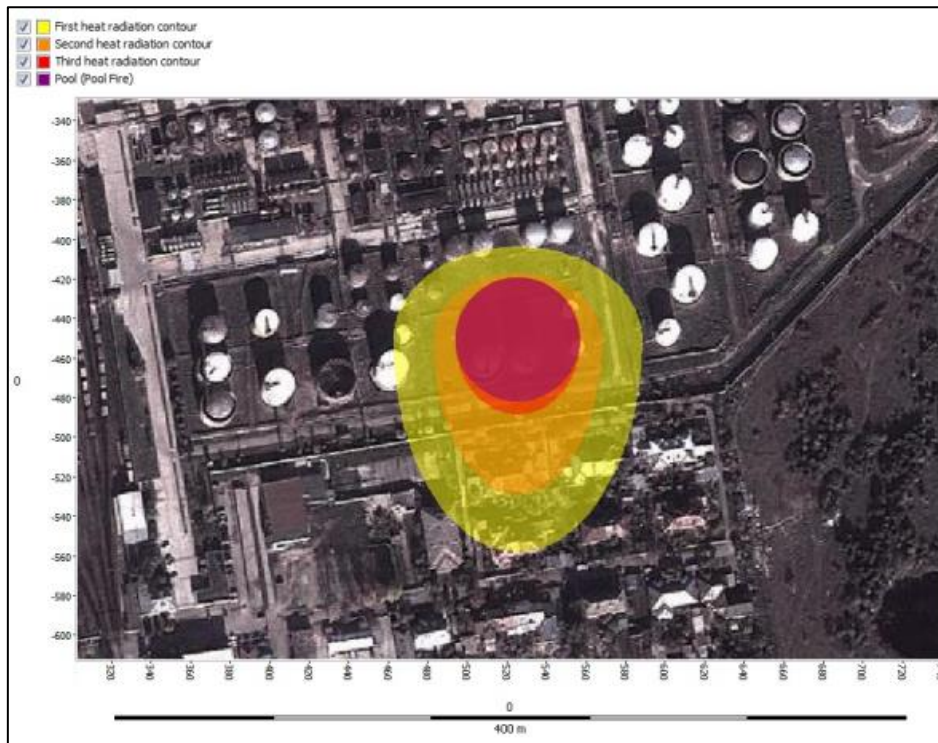 First heat radiation contour
Second heat radiation contour
Third heat radiation contour
Pool (Pool Fire)
-340
-360
-380
-400
-420
-440
-460
0
-480
-500
-520
-540
-560
-580
-600
320 340 360 380 400 420 440 460 480 500 520 540 560 580 600 620 640 660 680 700 720
0
400 m